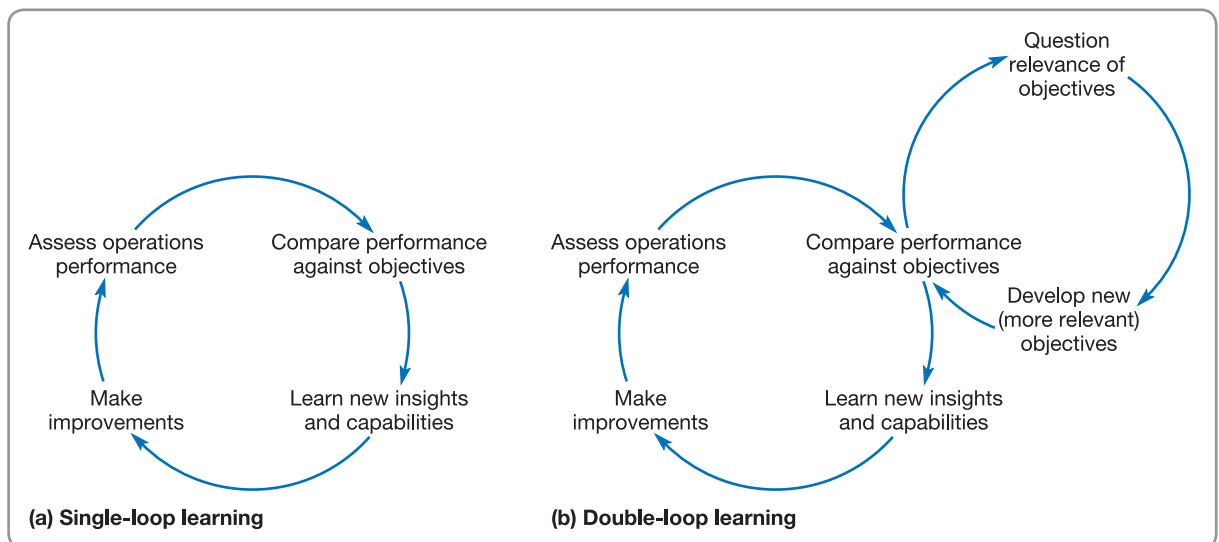 Assess operations
performance
Compare performance
against objectives
Learn new insights
and capabilities
Make
improvements
(a) Single-loop learning
Question
relevance of
objectives
Assess operations
performance
Compare performance
against objectives
Develop new
(more relevant)
objectives
Learn new insights
and capabilities
Make
improvements
(b) Double-loop learning